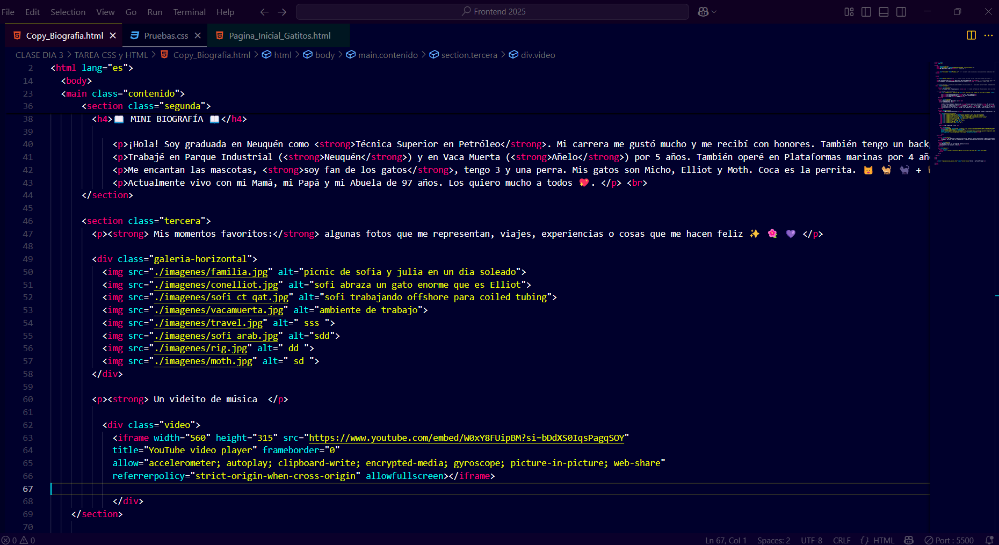 File Edit Selection View Go Run Terminal Help Frontend 2025
Copy_Biografia.html Pruebas.css Pagina_Inicial_Gatitos.html
CLASE DIA 3 > TAREA CSS y HTML > Copy_Biografia.html > html > body > main.contenido > section.tercera > div.video
2 <html lang="es">
14 <body>
23 <main class="contenido">
36 <section class="segunda">
38 <h4>📖 MINI BIOGRAFÍA 📖</h4>
39
40 <p>¡Hola! Soy graduada en Neuquén como <strong>Técnica Superior en Petróleo</strong>. Mi carrera me gustó mucho y me recibí con honores. También tengo un back
41 <p>Trabajé en Parque Industrial (<strong>Neuquén</strong>) y en Vaca Muerta (<strong>Añelo</strong>) por 5 años. También operé en Plataformas marinas por 4 añ
42 <p>Me encantan las mascotas, <strong>soy fan de los gatos</strong>, tengo 3 y una perra. Mis gatos son Micho, Elliot y Moth. Coca es la perrita. 🐱 🐈 🐈‍⬛ +
43 <p>Actualmente vivo con mi Mamá, mi Papá y mi Abuela de 97 años. Los quiero mucho a todos 💖. </p> <br>
44 </section>
45
46 <section class="tercera">
47 <p><strong> Mis momentos favoritos:</strong> algunas fotos que me representan, viajes, experiencias o cosas que me hacen feliz ✨ 🌺 💜 </p>
48
49 <div class="galeria-horizontal">
50 <img src="./imagenes/familia.jpg" alt="picnic de sofia y julia en un dia soleado">
51 <img src="./imagenes/conelliot.jpg" alt="sofi abraza un gato enorme que es Elliot">
52 <img src="./imagenes/sofi_ct_qat.jpg" alt="sofi trabajando offshore para coiled tubing">
53 <img src="./imagenes/vacamuerta.jpg" alt="ambiente de trabajo">
54 <img src="./imagenes/travel.jpg" alt=" sss ">
55 <img src="./imagenes/sofi_arab.jpg" alt="sdd">
56 <img src="./imagenes/rig.jpg" alt=" dd ">
57 <img src="./imagenes/moth.jpg" alt=" sd ">
58 </div>
59
60 <p><strong> Un videito de música  </p>
61
62 <div class="video">
63 <iframe width="560" height="315" src="https://www.youtube.com/embed/W0xY8FUipBM?si=bDdXS0IqsPagqSOY"
64 title="YouTube video player" frameborder="0"
65 allow="accelerometer; autoplay; clipboard-write; encrypted-media; gyroscope; picture-in-picture; web-share"
66 referrerpolicy="strict-origin-when-cross-origin" allowfullscreen></iframe>
67
68 </div>
69 </section>
70
0 0 Ln 67, Col 1 Spaces: 2 UTF-8 CRLF {} HTML Port : 5500